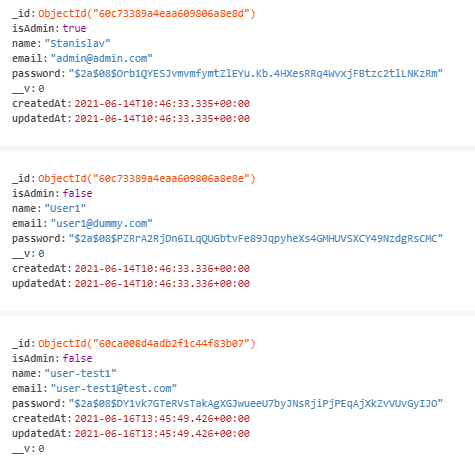 _id: ObjectId("60c73389a4eaa609806a8e8d")
isAdmin: true
name: "Stanislav"
email: "admin@admin.com"
password: "$2a$08$Orb1QYESJvmvmfymtZlEYu.Kb.4HXesRRq4WvxjFBtzc2tlLNKzRm"
__v: 0
createdAt: 2021-06-14T10:46:33.335+00:00
updatedAt: 2021-06-14T10:46:33.335+00:00
_id: ObjectId("60c73389a4eaa609806a8e8e")
isAdmin: false
name: "User1"
email: "user1@dummy.com"
password: "$2a$08$PZRrA2RjDn6ILqQUGbtvFe89JqpyheXs4GMHUVSXCY49NzdgRsCMC"
__v: 0
createdAt: 2021-06-14T10:46:33.336+00:00
updatedAt: 2021-06-14T10:46:33.336+00:00
_id: ObjectId("60ca008d4adb2f1c44f83b07")
isAdmin: false
name: "user-test1"
email: "user-test1@test.com"
password: "$2a$08$DY1vk7GTeRVsTakAgXGJwueeU7byJNsRjiPjPEqAjXkZvVUvGyIJO"
createdAt: 2021-06-16T13:45:49.426+00:00
updatedAt: 2021-06-16T13:45:49.426+00:00
__v: 0